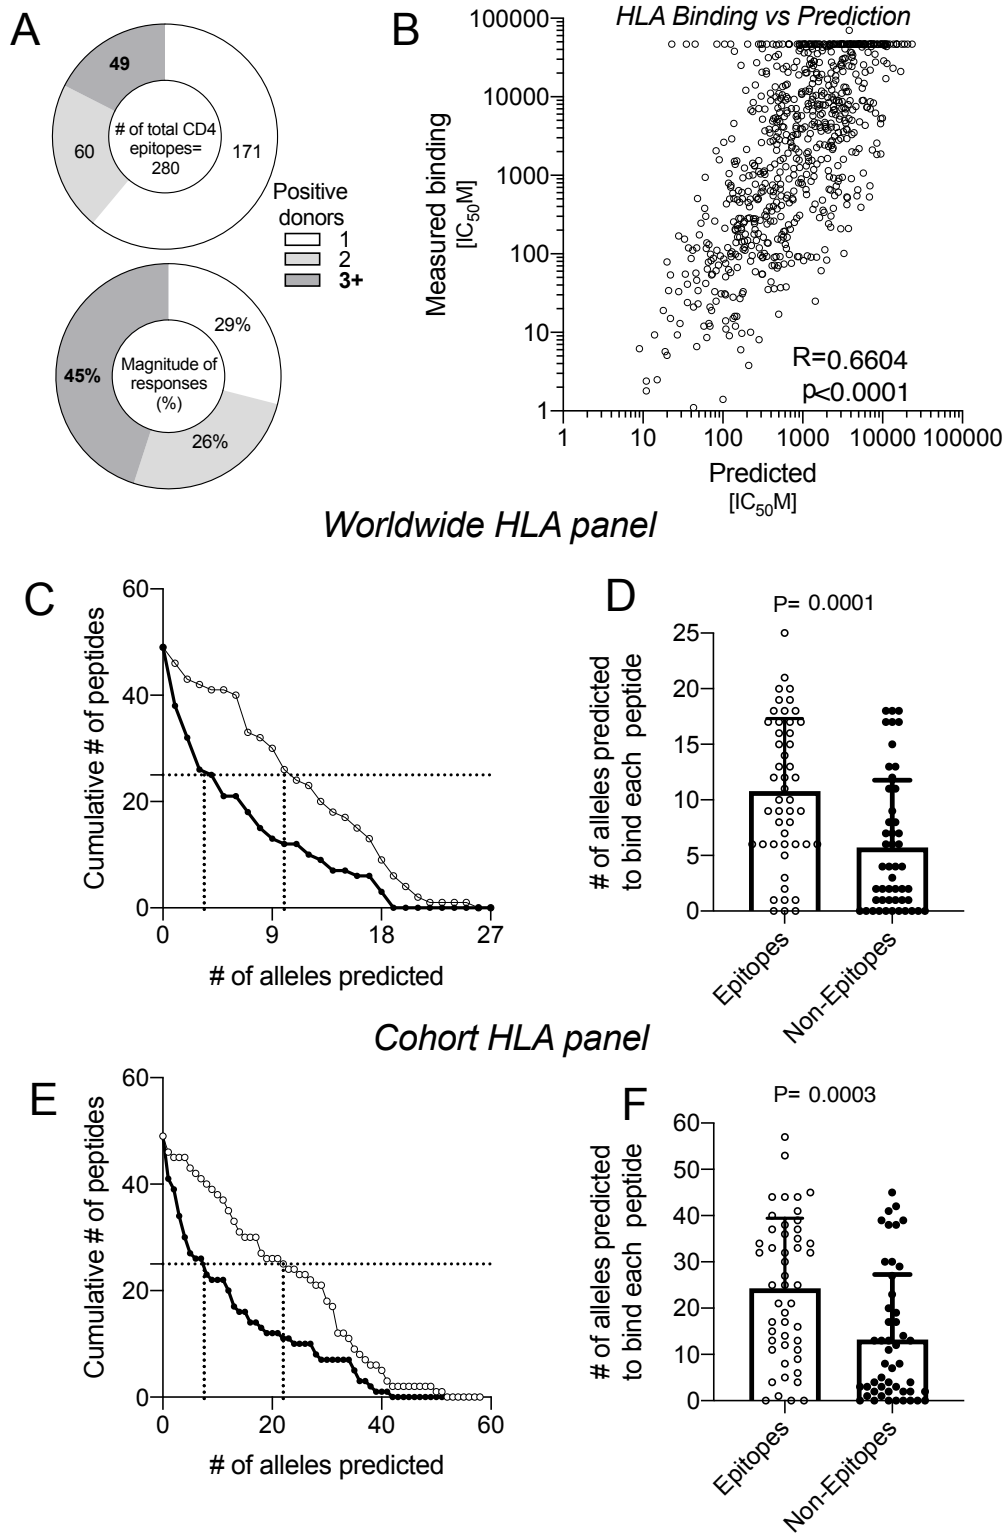 A
49
60
171
# of total CD4
epitopes=
280
Positive
donors
1
2
3+
29%
45%
26%
Magnitude of
responses
(%)
B
HLA Binding vs Prediction
Measured binding
[IC50M]
100000
10000
1000
100
10
1
R=0.6604
p<0.0001
1 10 100 1000 10000 100000
Predicted
[IC50M]
Worldwide HLA panel
C
Cumulative # of peptides
60
40
20
0
0 9 18 27
# of alleles predicted
D
P= 0.0001
# of alleles predicted
to bind each peptide
25
20
15
10
5
0
Epitopes
Non-Epitopes
Cohort HLA panel
E
Cumulative # of peptides
60
40
20
0
0 20 40 60
# of alleles predicted
F
P= 0.0003
# of alleles predicted
to bind each peptide
60
50
40
30
20
10
0
Epitopes
Non-Epitopes